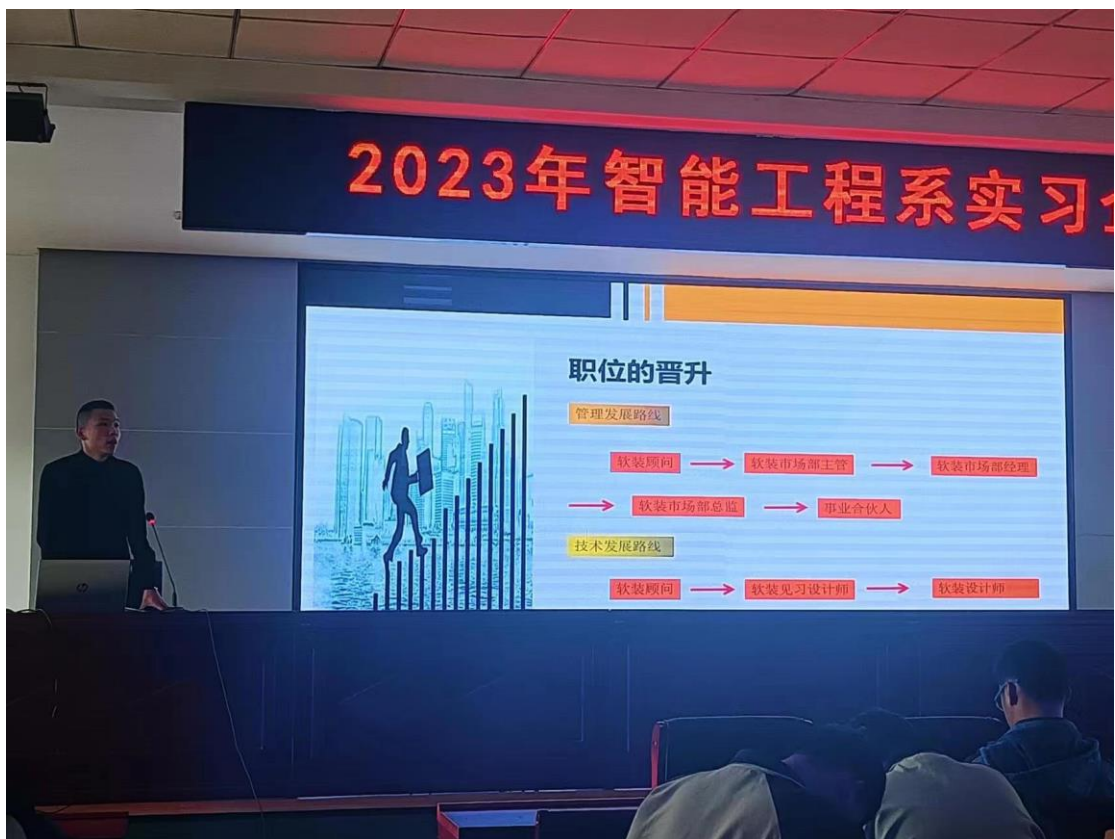 2023年智能工程系实习
职位的晋升
管理发展路线
软装顾问 → 软装市场部主管 → 软装市场部经理
→ 软装市场部总监 → 事业合伙人
技术发展路线
软装顾问 → 软装见习设计师 → 软装设计师
hp